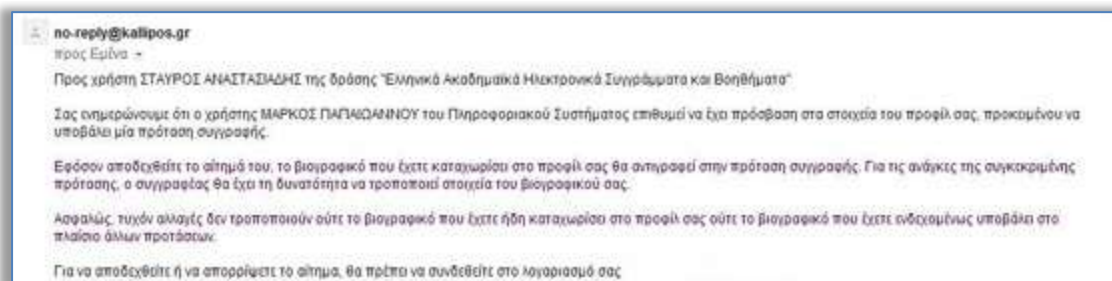 no-reply@kallipos.gr
προς Εμένα
Προς χρήστη ΣΤΑΥΡΟΣ ΑΝΑΣΤΑΣΙΑΔΗΣ της δράσης "Ελληνικά Ακαδημαϊκά Ηλεκτρονικά Συγγράμματα και Βοηθήματα"
Σας ενημερώνουμε ότι ο χρήστης ΜΑΡΚΟΣ ΠΑΠΑΙΩΑΝΝΟΥ του Πληροφοριακού Συστήματος επιθυμεί να έχει πρόσβαση στα στοιχεία του προφίλ σας, προκειμένου να
υποβάλει μία πρόταση συγγραφής.
Εφόσον αποδεχθείτε το αίτημά του, το βιογραφικό που έχετε καταχωρίσει στο προφίλ σας θα αντιγραφεί στην πρόταση συγγραφής. Για τις ανάγκες της συγκεκριμένης
πρότασης, ο συγγραφέας θα έχει τη δυνατότητα να τροποποιεί στοιχεία του βιογραφικού σας.
Ασφαλώς, τυχόν αλλαγές δεν τροποποιούν ούτε το βιογραφικό που έχετε ήδη καταχωρίσει στο προφίλ σας ούτε το βιογραφικό που έχετε ενδεχομένως υποβάλει στο
πλαίσιο άλλων προτάσεων.
Για να αποδεχθείτε ή να απορρίψετε το αίτημα, θα πρέπει να συνδεθείτε στο λογαριασμό σας